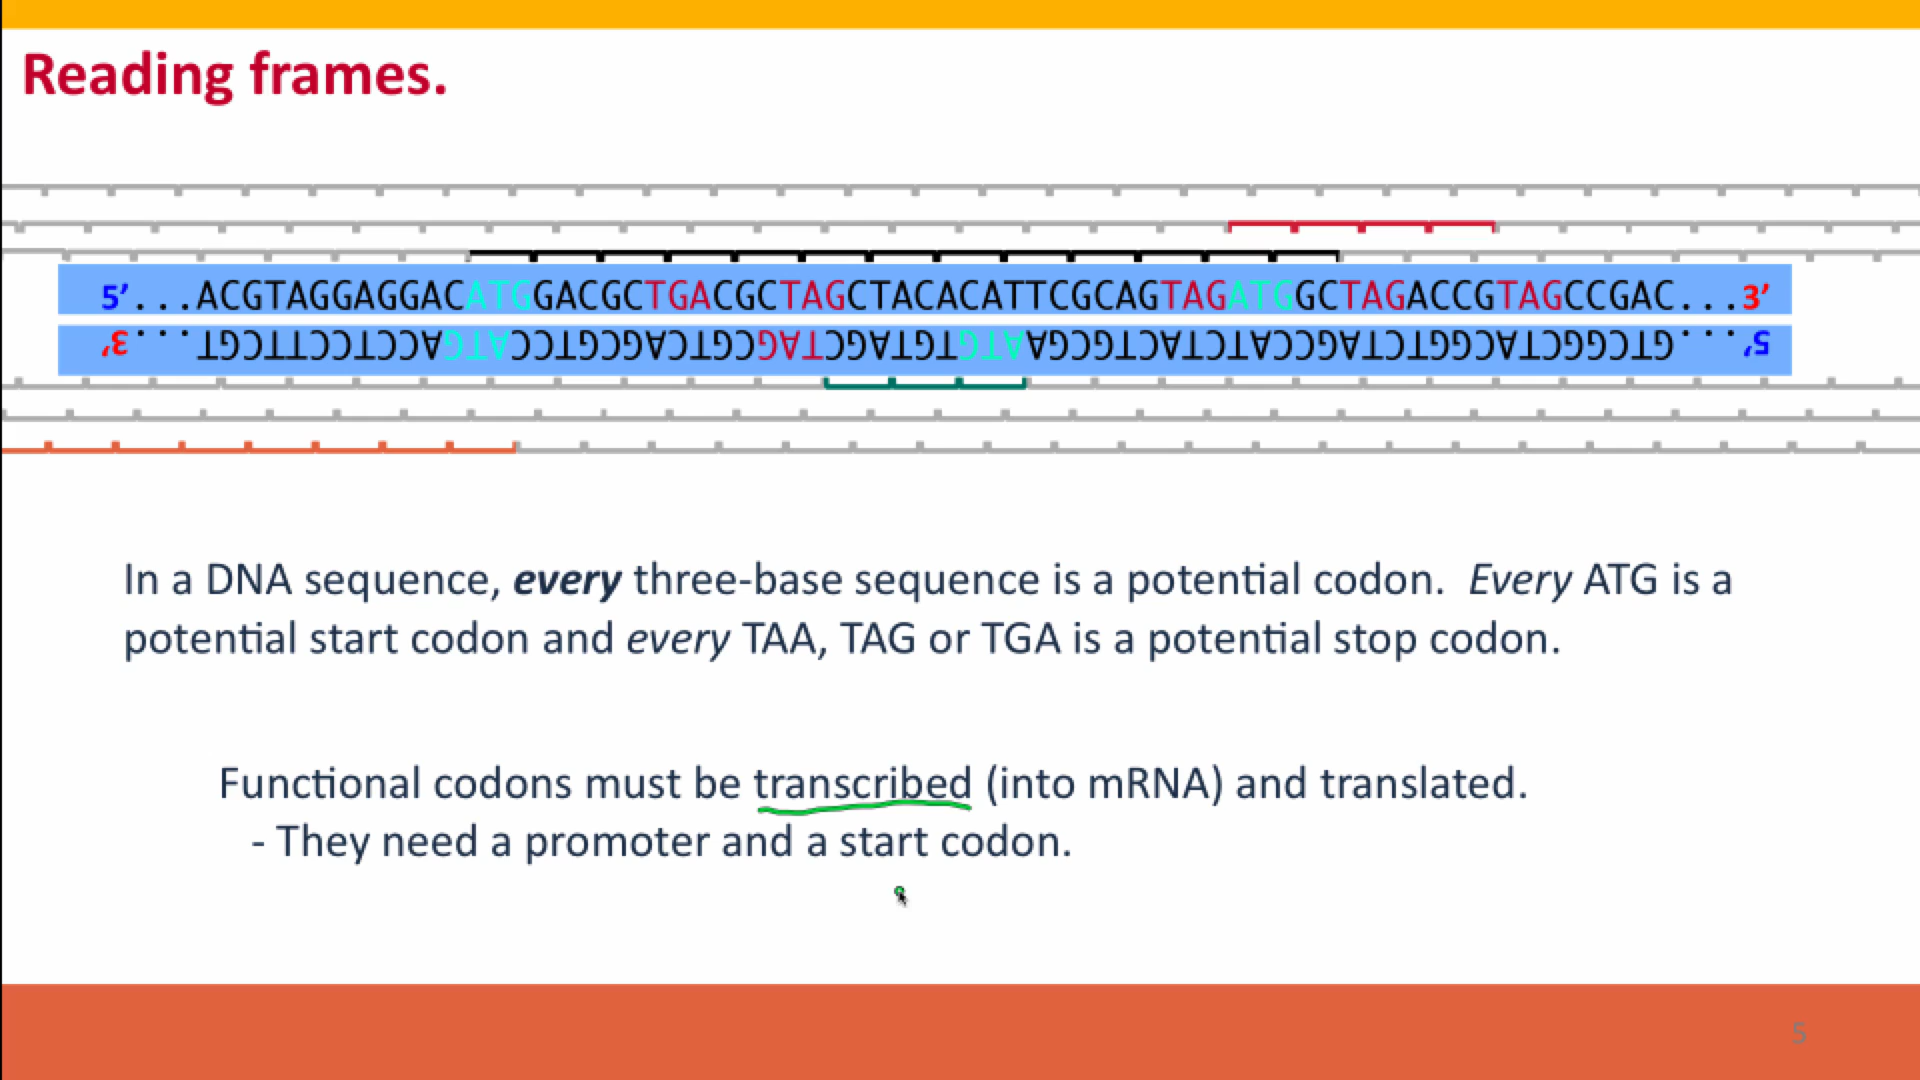 Reading frames.
5’...ACGTAGGAGGACATGGACGCTGACGCTAGCTACACATTCGCAGTAGATGGCTAGACCGTAGCCGAC...3’
5’... ...3’
In a DNA sequence, every three-base sequence is a potential codon. Every ATG is a
potential start codon and every TAA, TAG or TGA is a potential stop codon.
Functional codons must be transcribed (into mRNA) and translated.
- They need a promoter and a start codon.
5